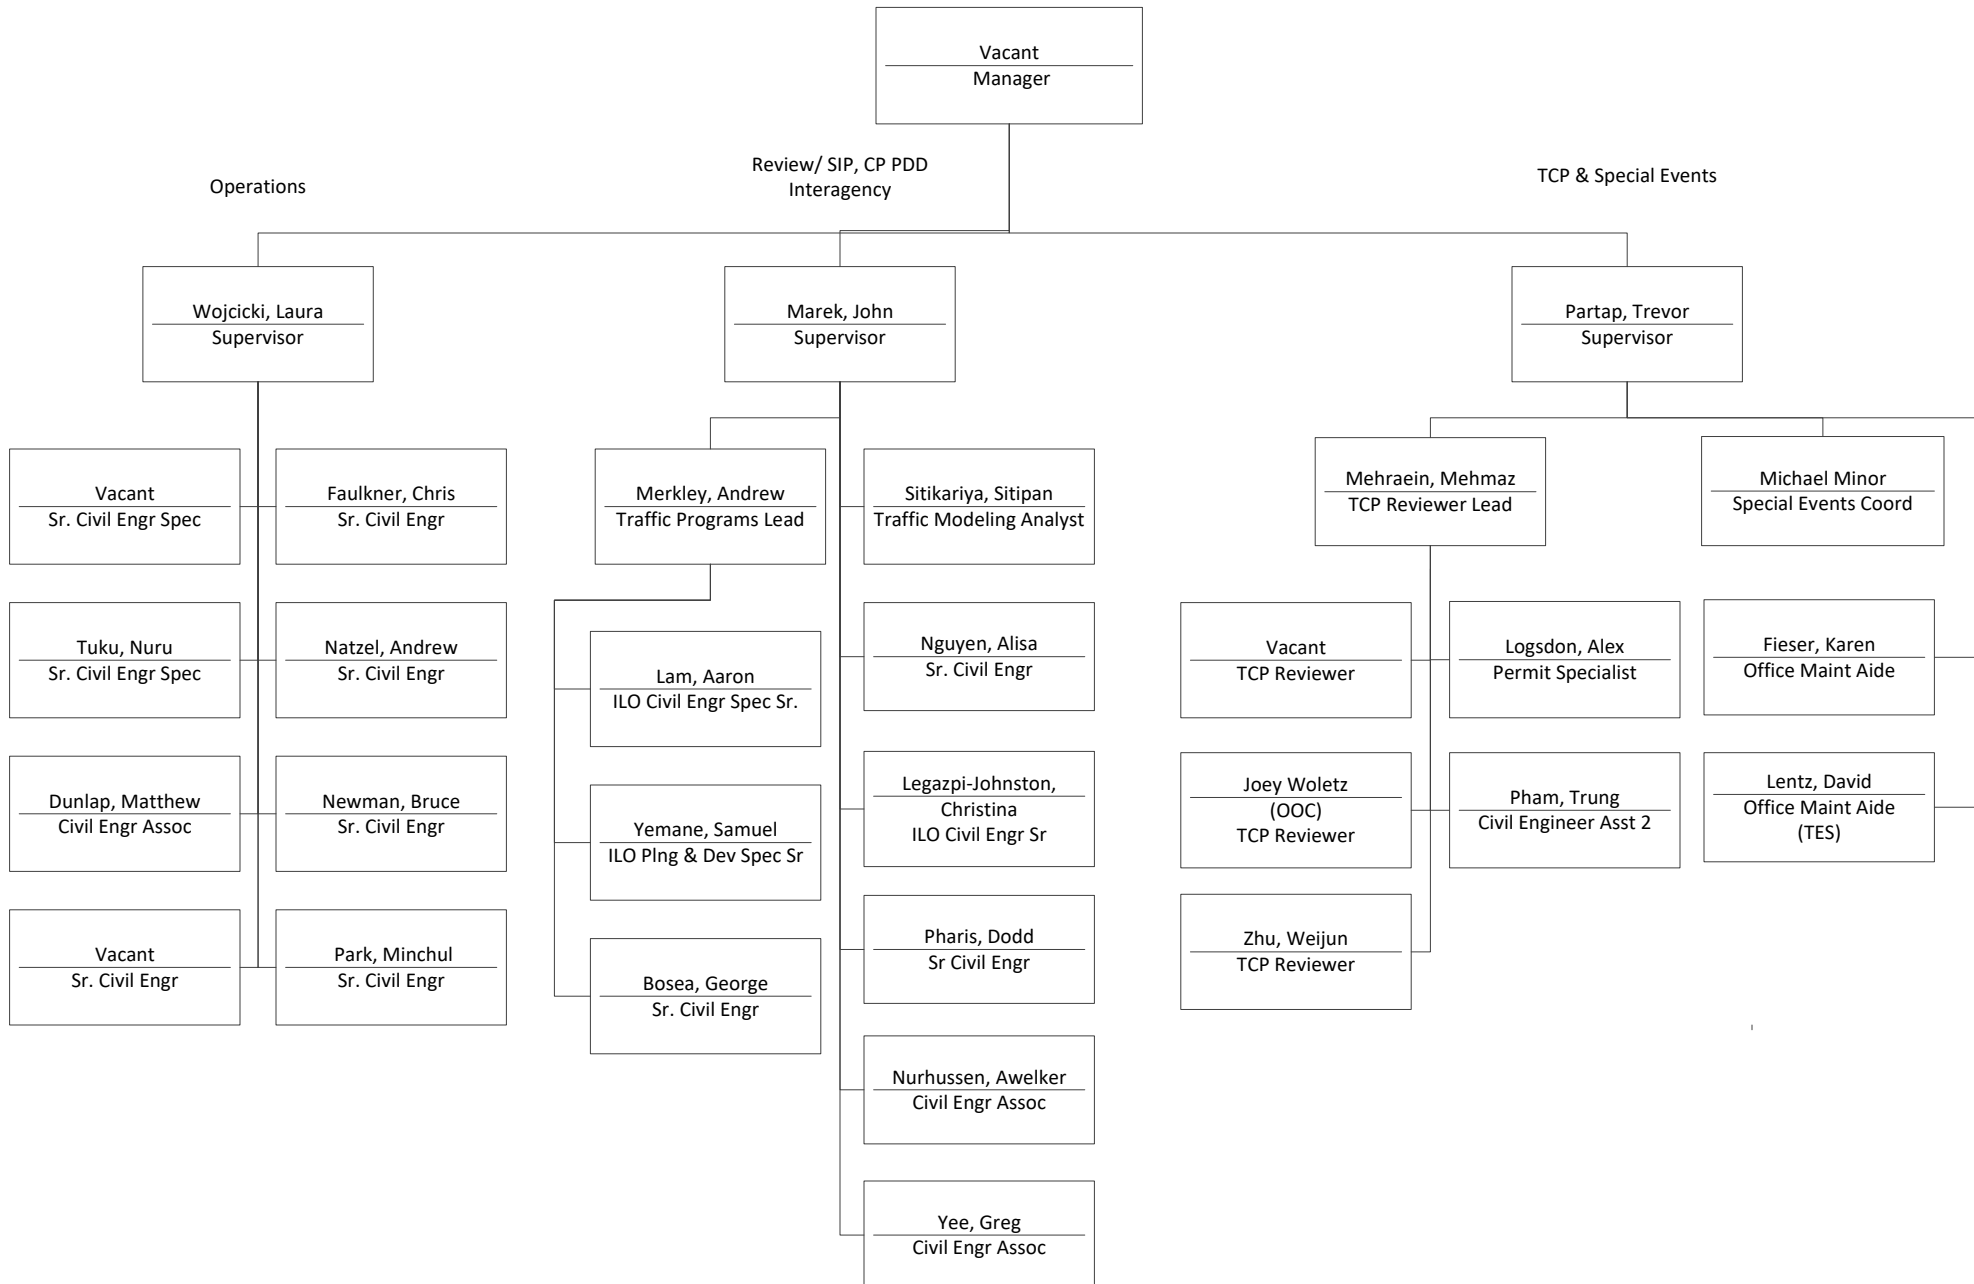 Vacant
Manager
Operations
Review/ SIP, CP PDD
Interagency
TCP & Special Events
Wojcicki, Laura
Supervisor
Marek, John
Supervisor
Partap, Trevor
Supervisor
Vacant
Sr. Civil Engr Spec
Faulkner, Chris
Sr. Civil Engr
Tuku, Nuru
Sr. Civil Engr Spec
Natzel, Andrew
Sr. Civil Engr
Dunlap, Matthew
Civil Engr Assoc
Newman, Bruce
Sr. Civil Engr
Vacant
Sr. Civil Engr
Park, Minchul
Sr. Civil Engr
Merkley, Andrew
Traffic Programs Lead
Lam, Aaron
ILO Civil Engr Spec Sr.
Yemane, Samuel
ILO Plng & Dev Spec Sr
Bosea, George
Sr. Civil Engr
Sitikariya, Sitipan
Traffic Modeling Analyst
Nguyen, Alisa
Sr. Civil Engr
Legazpi-Johnston,
Christina
ILO Civil Engr Sr
Pharis, Dodd
Sr Civil Engr
Nurhussen, Awelker
Civil Engr Assoc
Yee, Greg
Civil Engr Assoc
Mehraein, Mehmaz
TCP Reviewer Lead
Michael Minor
Special Events Coord
Vacant
TCP Reviewer
Logsdon, Alex
Permit Specialist
Joey Woletz
(OOC)
TCP Reviewer
Pham, Trung
Civil Engineer Asst 2
Zhu, Weijun
TCP Reviewer
Fieser, Karen
Office Maint Aide
Lentz, David
Office Maint Aide
(TES)